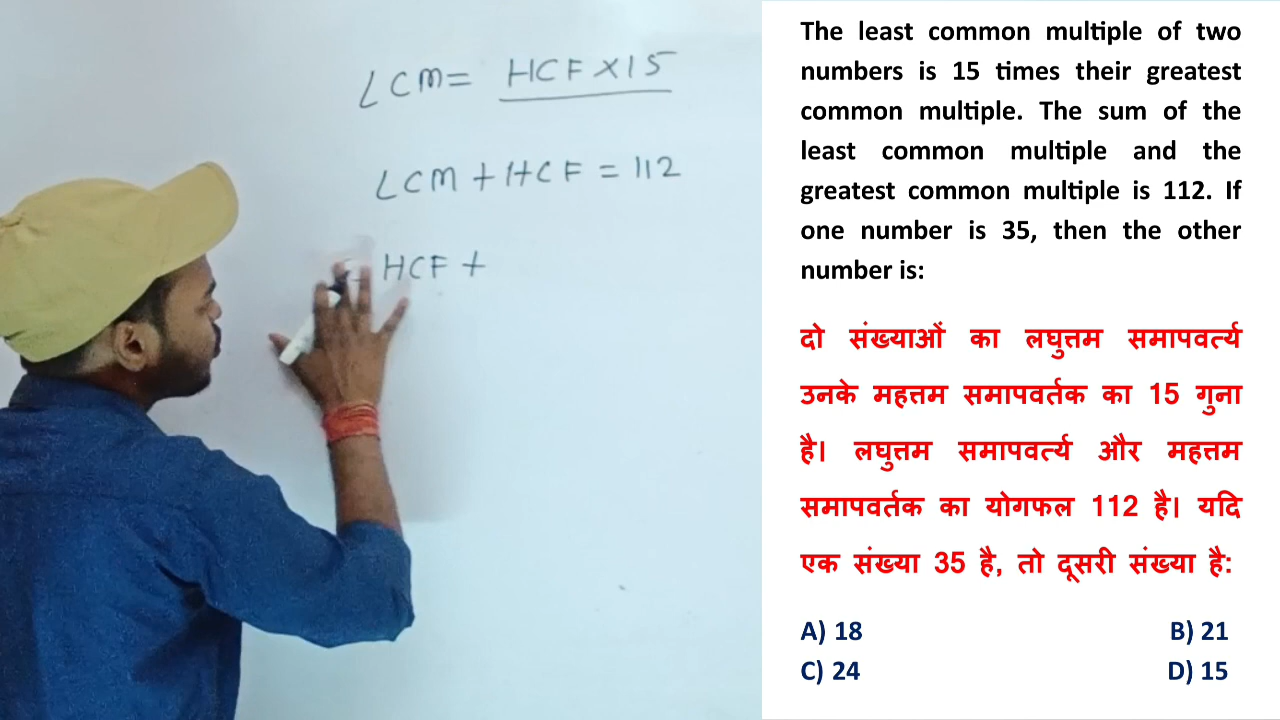 LCM = HCF X 15
LCM + HCF = 112
HCF +
The least common multiple of two
numbers is 15 times their greatest
common multiple. The sum of the
least common multiple and the
greatest common multiple is 112. If
one number is 35, then the other
number is:
दो संख्याओं का लघुत्तम समापवर्त्य
उनके महत्तम समापवर्तक का 15 गुना
है। लघुत्तम समापवर्त्य और महत्तम
समापवर्तक का योगफल 112 है। यदि
एक संख्या 35 है, तो दूसरी संख्या है:
A) 18 B) 21
C) 24 D) 15